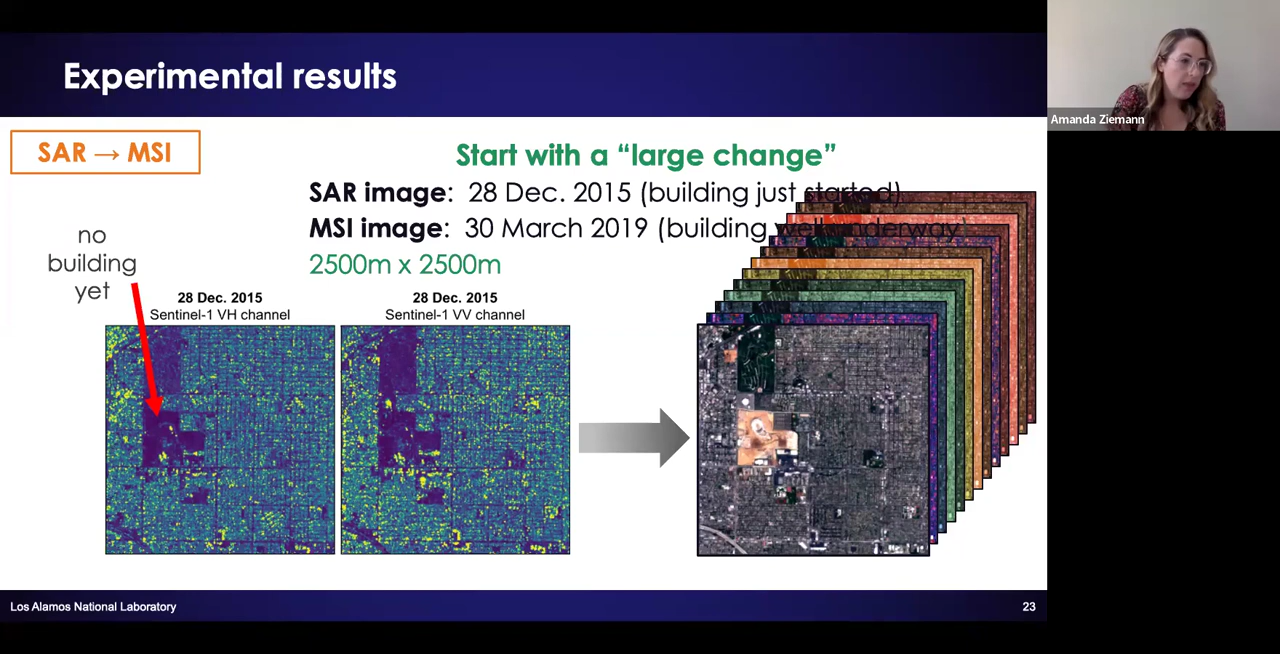 Experimental results
Amanda Ziemann
SAR → MSI
Start with a “large change”
SAR image: 28 Dec. 2015 (building just started)
MSI image: 30 March 2019 (building well underway)
2500m x 2500m
no
building
yet
28 Dec. 2015
Sentinel-1 VH channel
28 Dec. 2015
Sentinel-1 VV channel
Los Alamos National Laboratory
23